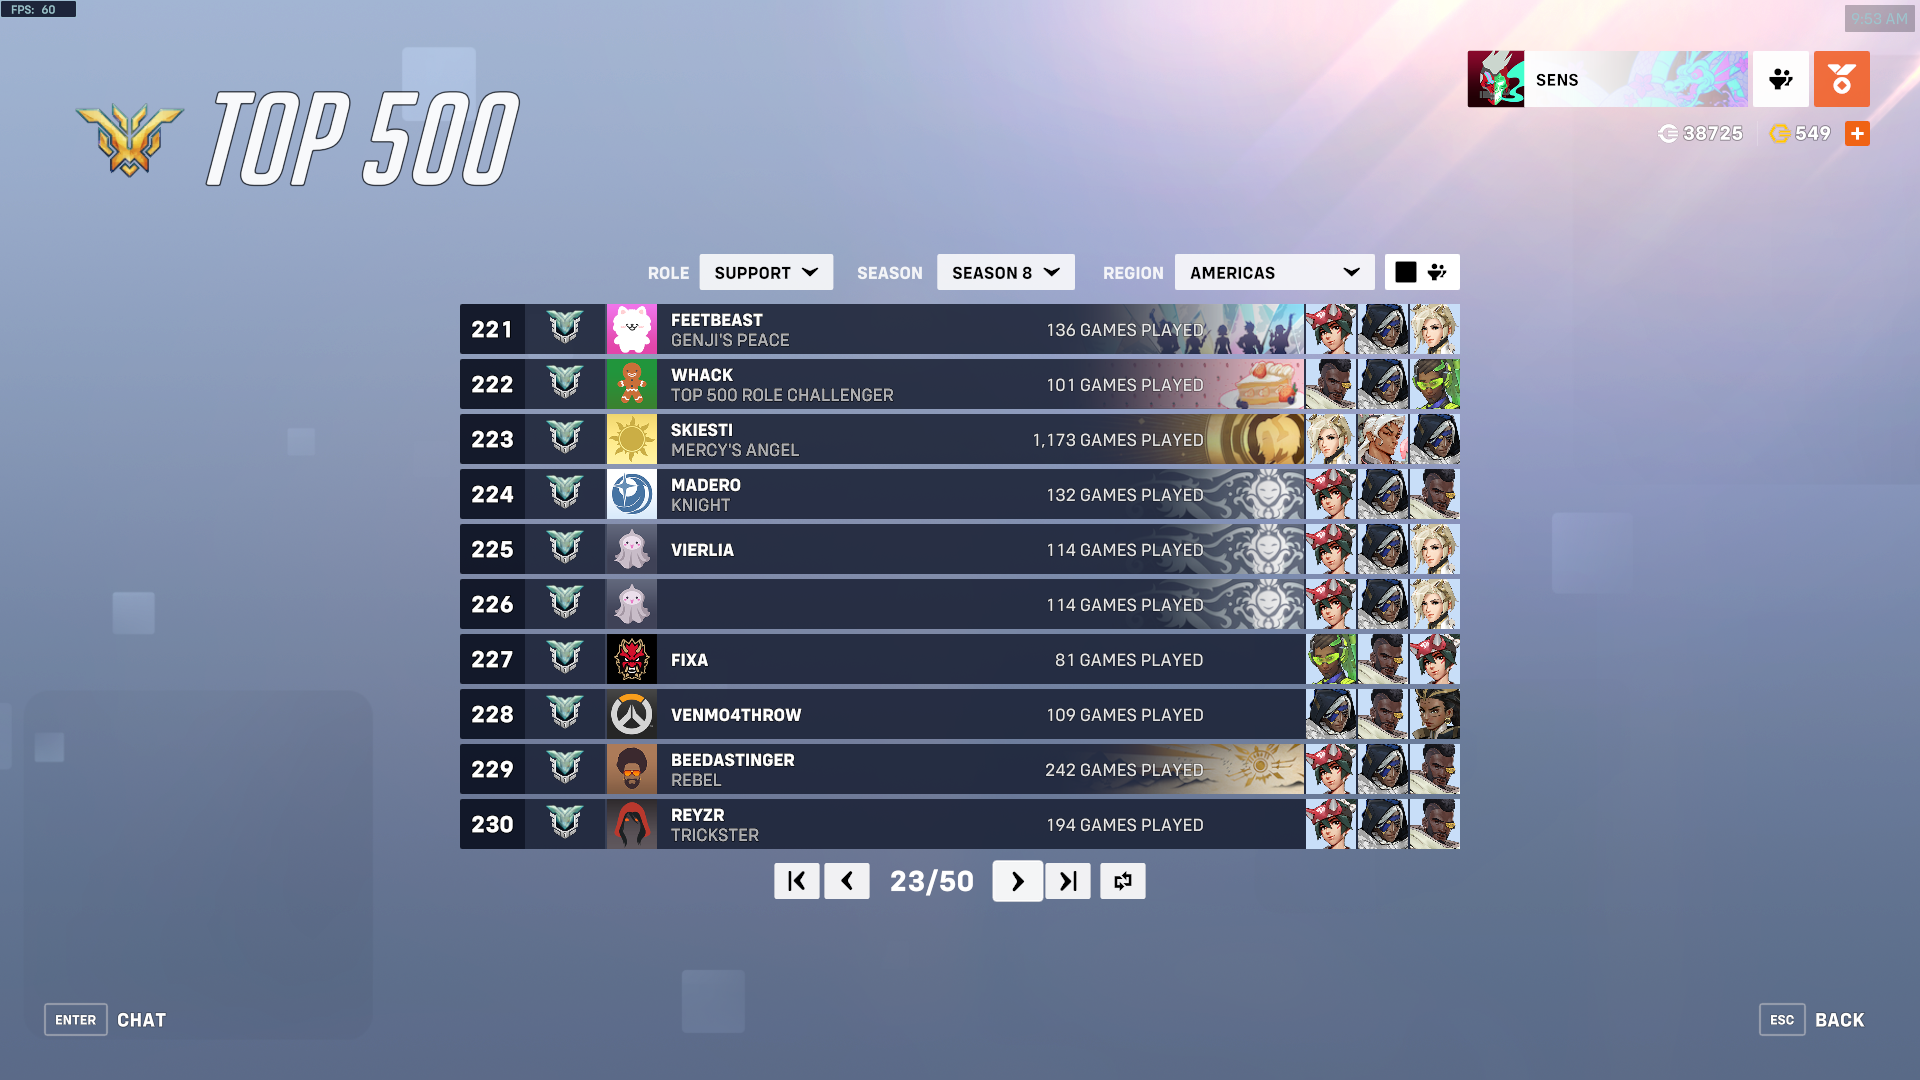 FPS: 60
9:53 AM
TOP 500
SENS
38725 549
ROLE SUPPORT SEASON SEASON 8 REGION AMERICAS
221 FEETBEAST 136 GAMES PLAYED
GENJI'S PEACE
222 WHACK 101 GAMES PLAYED
TOP 500 ROLE CHALLENGER
223 SKIESTI 1,173 GAMES PLAYED
MERCY'S ANGEL
224 MADERO 132 GAMES PLAYED
KNIGHT
225 VIERLIA 114 GAMES PLAYED
226 114 GAMES PLAYED
227 FIXA 81 GAMES PLAYED
228 VENMO4THROW 109 GAMES PLAYED
229 BEEDASTINGER 242 GAMES PLAYED
REBEL
230 REYZR 194 GAMES PLAYED
TRICKSTER
23/50
ENTER CHAT
ESC BACK